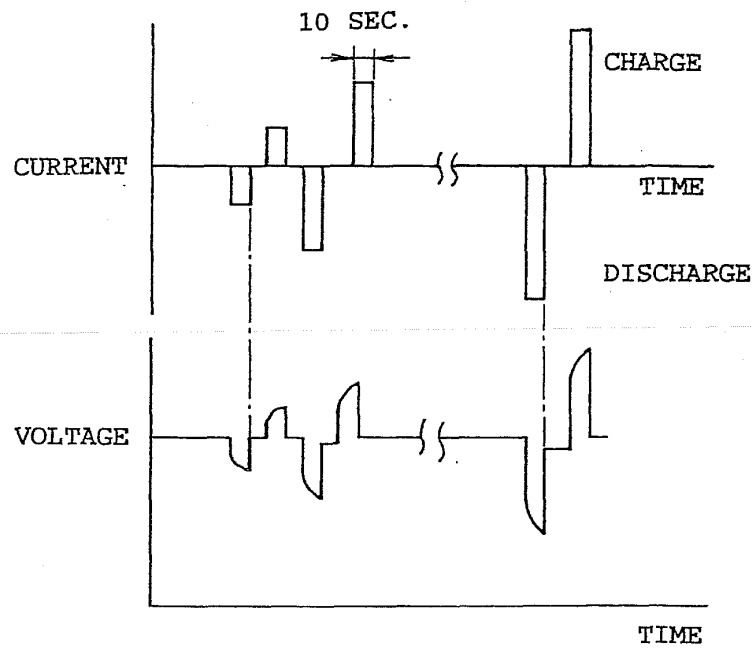 10 SEC.
CHARGE
CURRENT
TIME
DISCHARGE
VOLTAGE
TIME